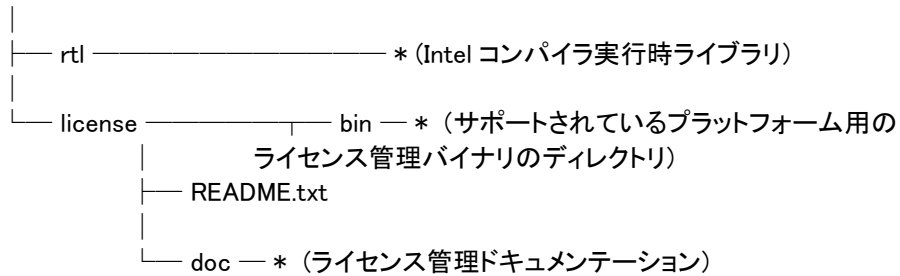 rtl * (Intel コンパイラ実行時ライブラリ)
license bin * (サポートされているプラットフォーム用の
ライセンス管理バイナリのディレクトリ)
README.txt
doc * (ライセンス管理ドキュメンテーション)